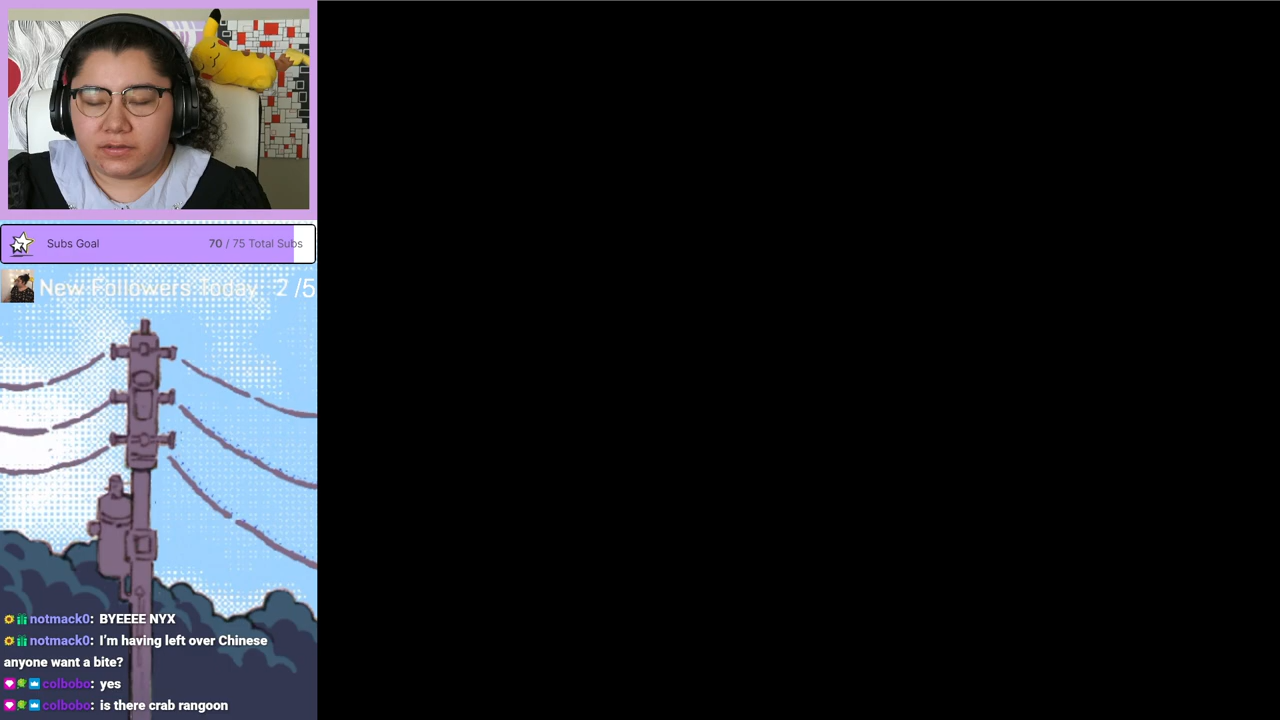 Subs Goal 70 / 75 Total Subs
New Followers Today 2 /5
notmack0: BYEEEE NYX
notmack0: I'm having left over Chinese
anyone want a bite?
colbobo: yes
colbobo: is there crab rangoon